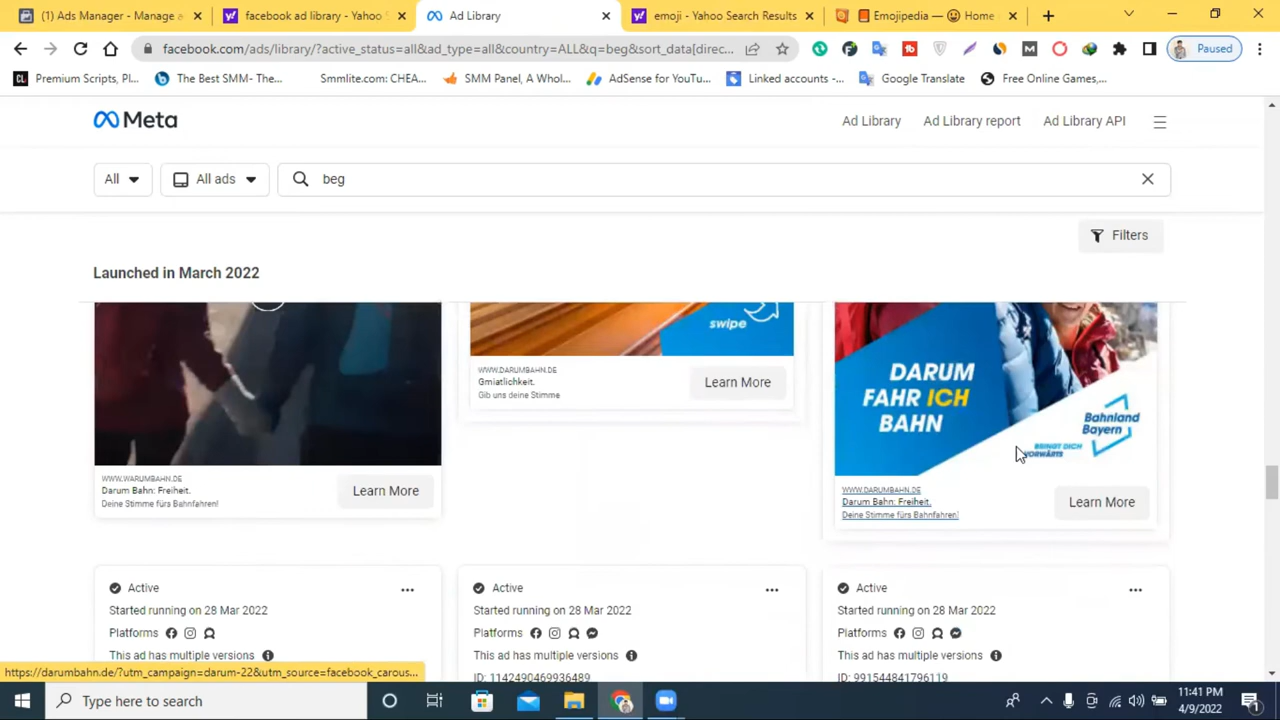 (1) Ads Manager - Manage a
facebook ad library - Yahoo S
Ad Library
emoji - Yahoo Search Results
Emojipedia — 😀 Home
facebook.com/ads/library/?active_status=all&ad_type=all&country=ALL&q=beg&sort_data[direc...
Paused
Premium Scripts, Pl...
The Best SMM- The...
Smmlite.com: CHEA...
SMM Panel, A Whol...
AdSense for YouTu...
Linked accounts -...
Google Translate
Free Online Games,...
Meta
Ad Library
Ad Library report
Ad Library API
All
All ads
beg
Filters
Launched in March 2022
swipe
WWW.DARUMBAHN.DE
Gmiatlichkeit.
Gib uns deine Stimme
Learn More
DARUM
FAHR ICH
BAHN
Bahnland
Bayern
BRINGT DICH
VORWÄRTS
WWW.WARUMBAHN.DE
Darum Bahn: Freiheit.
Deine Stimme fürs Bahnfahren!
Learn More
WWW.DARUMBAHN.DE
Darum Bahn: Freiheit.
Deine Stimme fürs Bahnfahren!
Learn More
Active
Started running on 28 Mar 2022
Platforms
This ad has multiple versions
Active
Started running on 28 Mar 2022
Platforms
This ad has multiple versions
ID: 1142490469936489
Active
Started running on 28 Mar 2022
Platforms
This ad has multiple versions
ID: 991544841796119
https://darumbahn.de/?utm_campaign=darum-22&utm_source=facebook_carous...
Type here to search
11:41 PM
4/9/2022
1